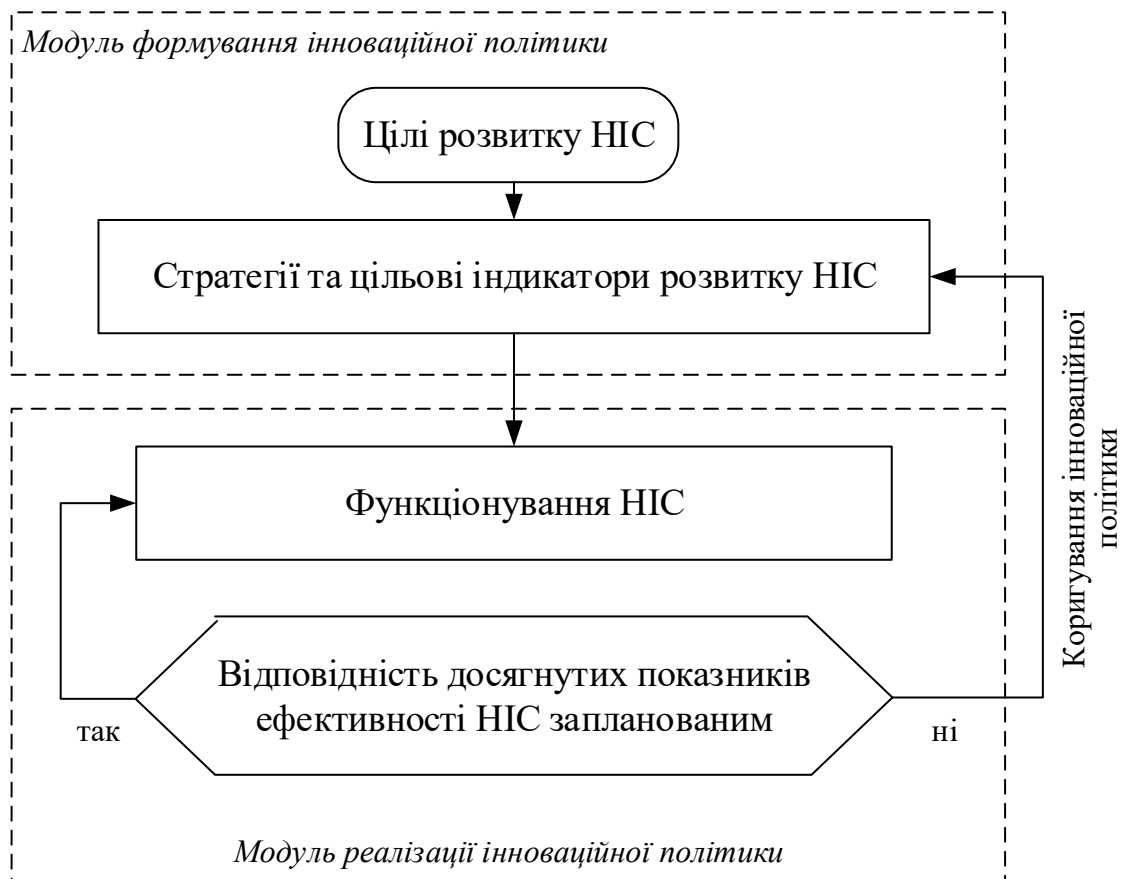 Модуль формування інноваційної політики
Цілі розвитку НІС
Стратегії та цільові індикатори розвитку НІС
Коригування інноваційної
політики
Функціонування НІС
Відповідність досягнутих показників
ефективності НІС запланованим
так
ні
Модуль реалізації інноваційної політики